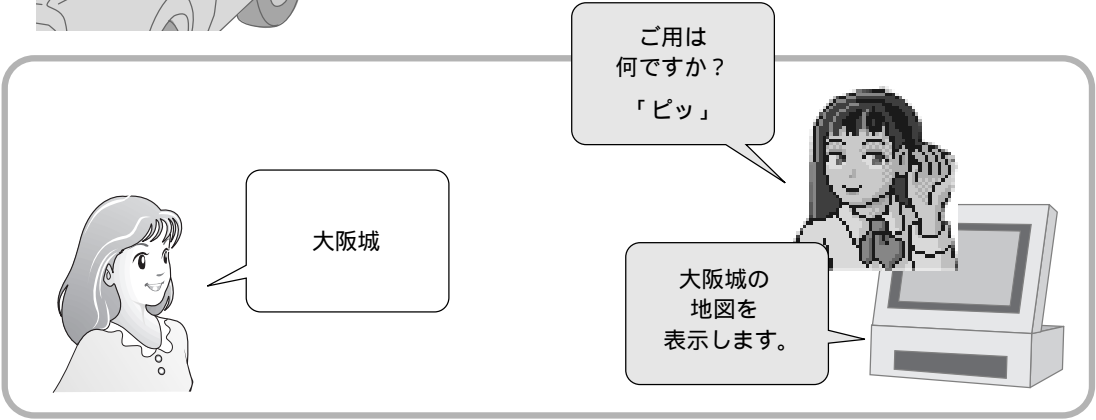 ご用は
何ですか？
「ピッ」
大阪城
大阪城の
地図を
表示します。